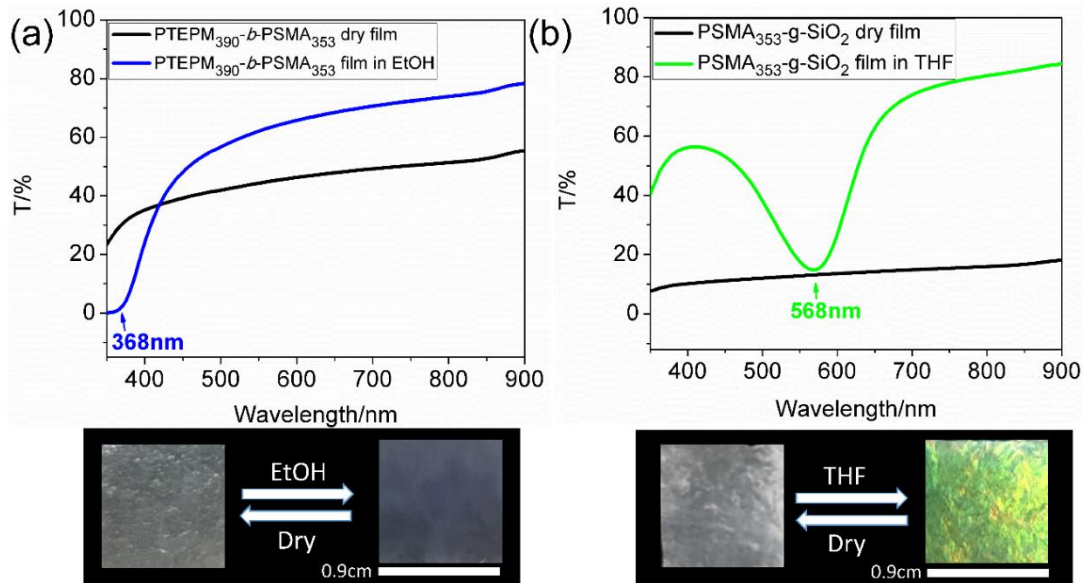 (a)
PTEPM390-b-PSMA353 dry film
PTEPM390-b-PSMA353 film in EtOH
100
80
60
40
20
0
T/%
368nm
400 500 600 700 800 900
Wavelength/nm
EtOH
Dry
0.9cm
(b)
PSMA353-g-SiO2 dry film
PSMA353-g-SiO2 film in THF
100
80
60
40
20
0
T/%
568nm
400 500 600 700 800 900
Wavelength/nm
THF
Dry
0.9cm